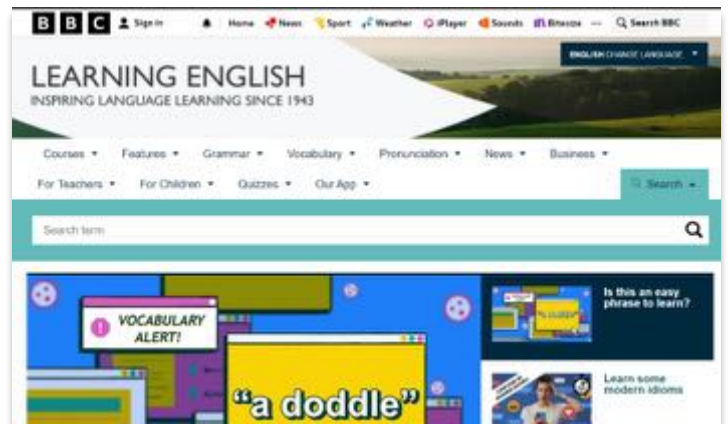 BBC Sign in Home News Sport Weather iPlayer Sounds Bitesize Search BBC
ENGLISH CHANGE LANGUAGE
LEARNING ENGLISH
INSPIRING LANGUAGE LEARNING SINCE 1943
Courses Features Grammar Vocabulary Pronunciation News Business
For Teachers For Children Quizzes Our App Search
Search term
VOCABULARY
ALERT!
"a doddle"
Is this an easy
phrase to learn?
"a doddle"
Learn some
modern idioms